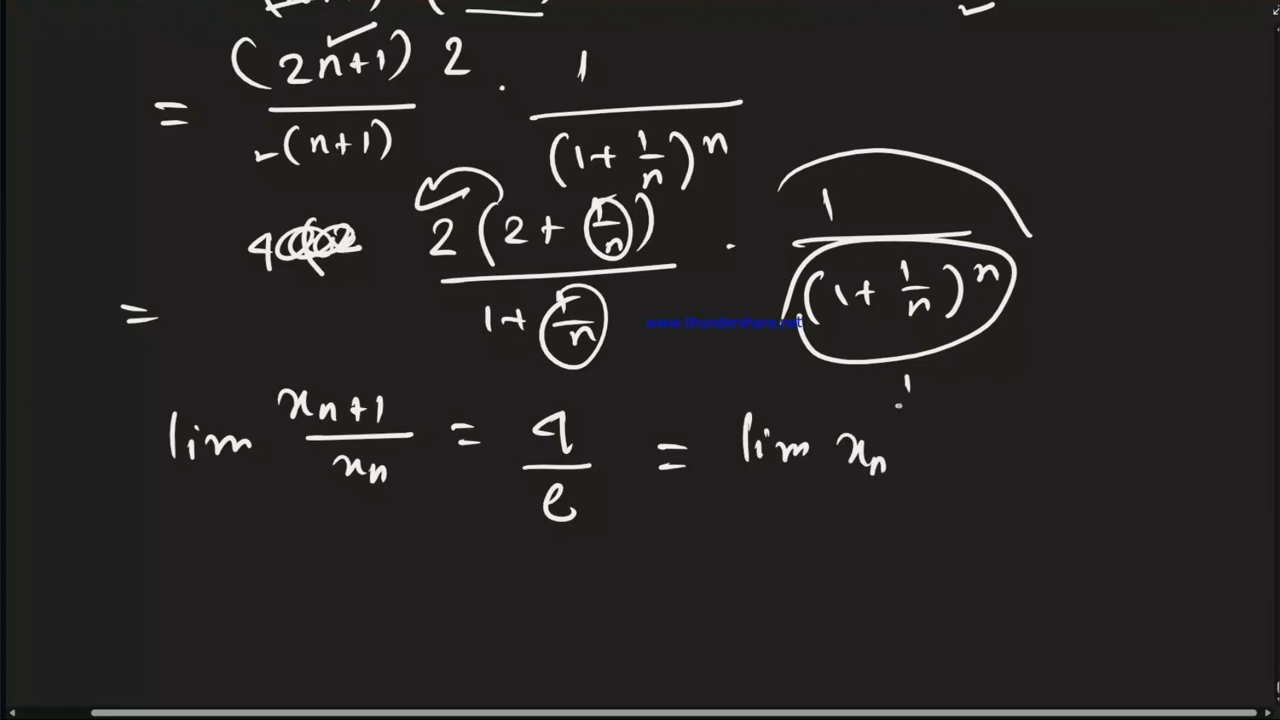 = (2n+1) 2 / (n+1) · 1 / (1 + 1/n)^n
= 2 (2 + 1/n) / 1 + 1/n · 1 / (1 + 1/n)^n
www.thundershare.net
lim x_{n+1} / x_n = 4 / e = lim x_n